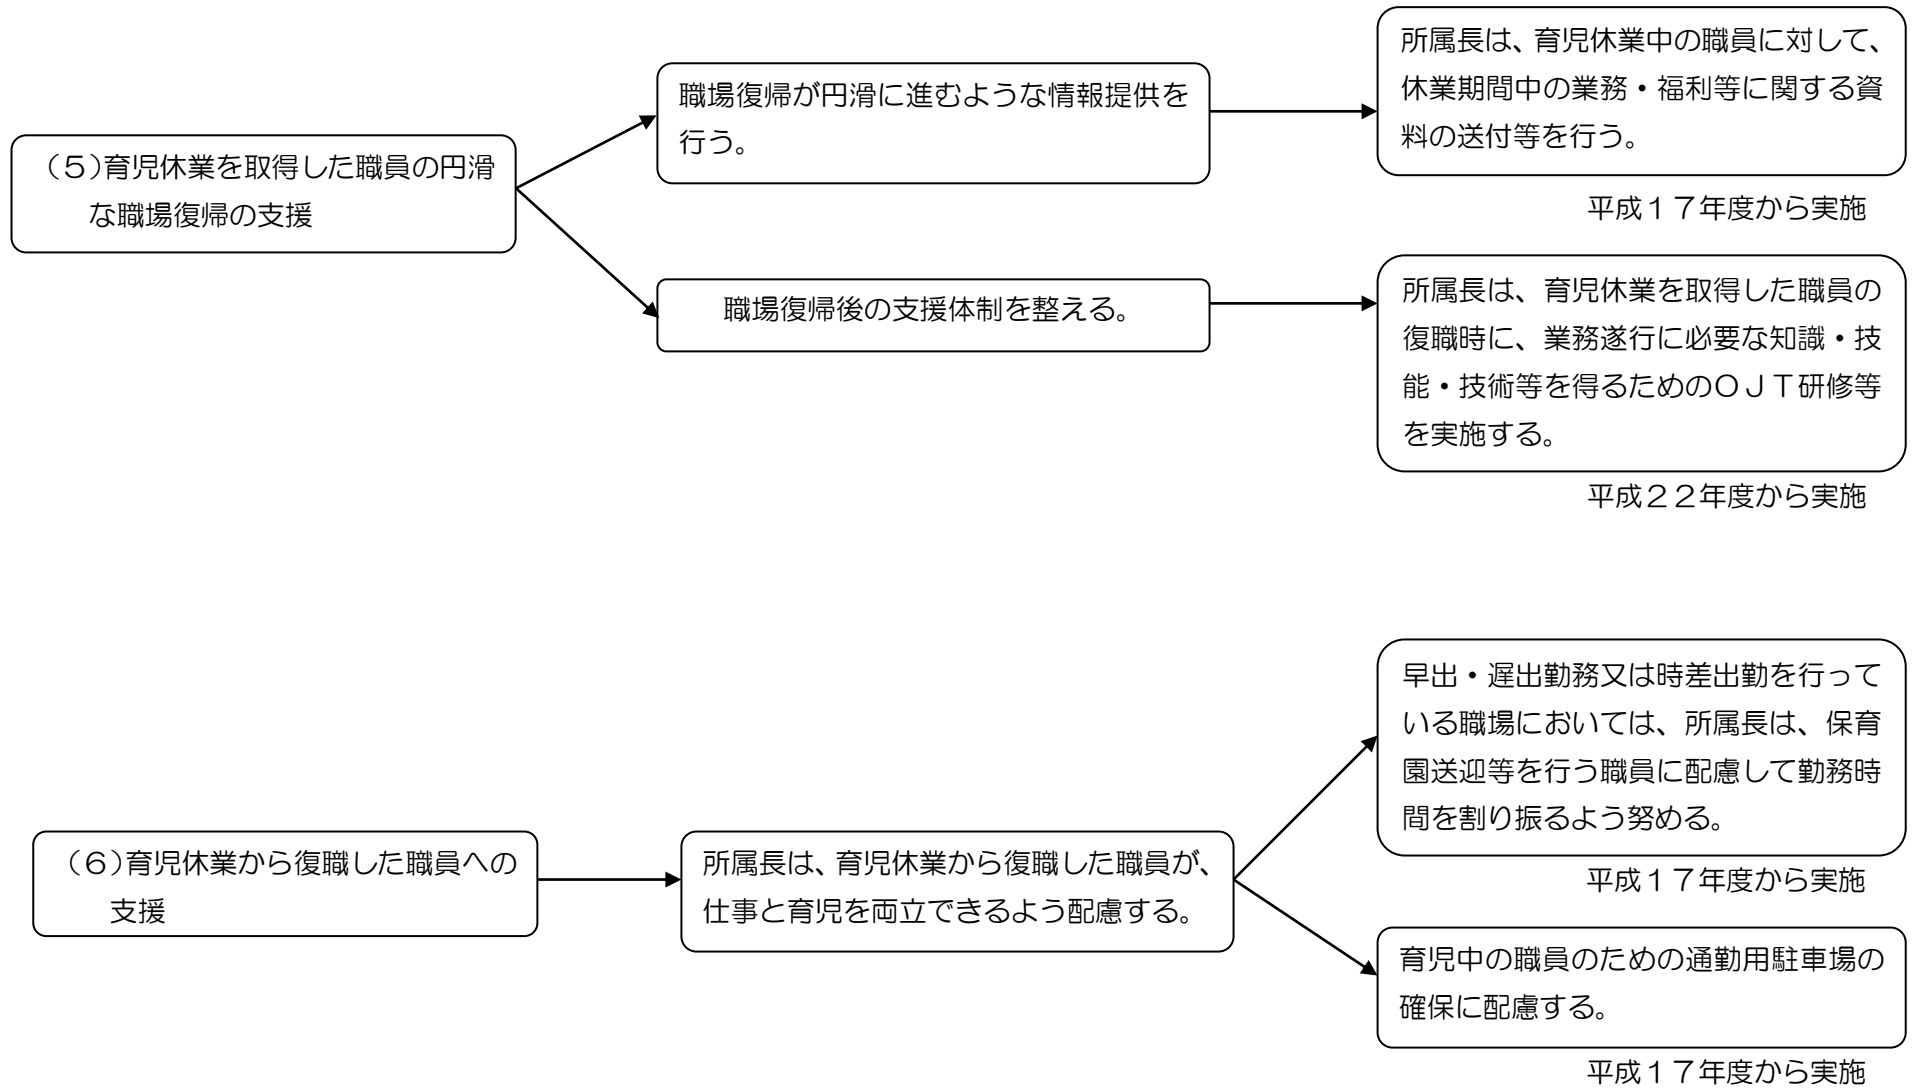 （５）育児休業を取得した職員の円滑
な職場復帰の支援
職場復帰が円滑に進むような情報提供を
行う。
所属長は、育児休業中の職員に対して、
休業期間中の業務・福利等に関する資
料の送付等を行う。
平成１７年度から実施
職場復帰後の支援体制を整える。
所属長は、育児休業を取得した職員の
復職時に、業務遂行に必要な知識・技
能・技術等を得るためのＯＪＴ研修等
を実施する。
平成２２年度から実施
（６）育児休業から復職した職員への
支援
所属長は、育児休業から復職した職員が、
仕事と育児を両立できるよう配慮する。
早出・遅出勤務又は時差出勤を行って
いる職場においては、所属長は、保育
園送迎等を行う職員に配慮して勤務時
間を割り振るよう努める。
平成１７年度から実施
育児中の職員のための通勤用駐車場の
確保に配慮する。
平成１７年度から実施